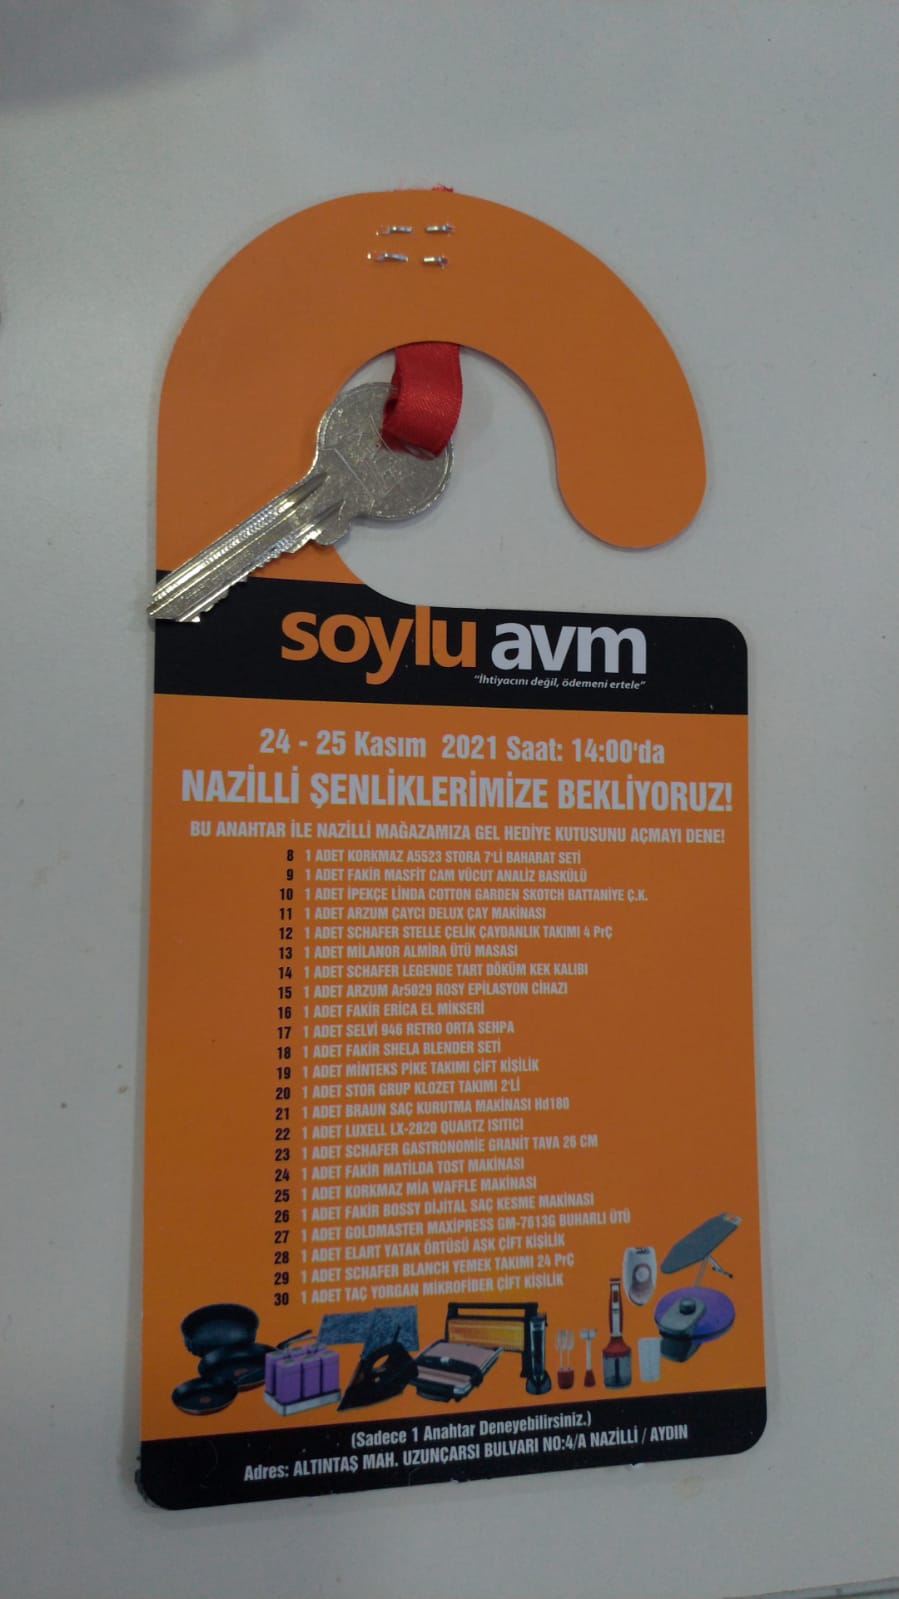 soylu avm
"İhtiyacını değil, ödemeni ertele"
24 - 25 Kasım 2021 Saat: 14:00'da
NAZİLLİ ŞENLİKLERİMİZE BEKLİYORUZ!
BU ANAHTAR İLE NAZİLLİ MAĞAZAMIZA GEL HEDİYE KUTUSUNU AÇMAYI DENE!
8 1 ADET KORKMAZ A5523 STORA 7'Lİ BAHARAT SETİ
9 1 ADET FAKİR MASFİT CAM VÜCUT ANALİZ BASKÜLÜ
10 1 ADET İPEKÇE LİNDA COTTON GARDEN SKOTCH BATTANİYE Ç.K.
11 1 ADET ARZUM ÇAYCI DELUX ÇAY MAKİNASI
12 1 ADET SCHAFER STELLE ÇELİK ÇAYDANLIK TAKIMI 4 PrÇ
13 1 ADET MİLANOR ALMİRA ÜTÜ MASASI
14 1 ADET SCHAFER LEGENDE TART DÖKÜM KEK KALIBI
15 1 ADET ARZUM Ar5029 ROSY EPİLASYON CİHAZI
16 1 ADET FAKİR ERICA EL MİKSERİ
17 1 ADET SELVİ 946 RETRO ORTA SEHPA
18 1 ADET FAKİR SHELA BLENDER SETİ
19 1 ADET MİNTEKS PİKE TAKIMI ÇİFT KİŞİLİK
20 1 ADET STOR GRUP KLOZET TAKIMI 2'Lİ
21 1 ADET BRAUN SAÇ KURUTMA MAKİNASI Hd180
22 1 ADET LUXELL LX-2820 QUARTZ ISITICI
23 1 ADET SCHAFER GASTRONOMİE GRANİT TAVA 26 CM
24 1 ADET FAKİR MATİLDA TOST MAKİNASI
25 1 ADET KORKMAZ MİA WAFFLE MAKİNASI
26 1 ADET FAKİR BOSSY DİJİTAL SAÇ KESME MAKİNASI
27 1 ADET GOLDMASTER MAXİPRESS GM-7613G BUHARLI ÜTÜ
28 1 ADET ELART YATAK ÖRTÜSÜ AŞK ÇİFT KİŞİLİK
29 1 ADET SCHAFER BLANCH YEMEK TAKIMI 24 PrÇ
30 1 ADET TAÇ YORGAN MİKROFİBER ÇİFT KİŞİLİK
(Sadece 1 Anahtar Deneyebilirsiniz.)
Adres: ALTINTAŞ MAH. UZUNÇARSI BULVARI NO:4/A NAZİLLİ / AYDIN